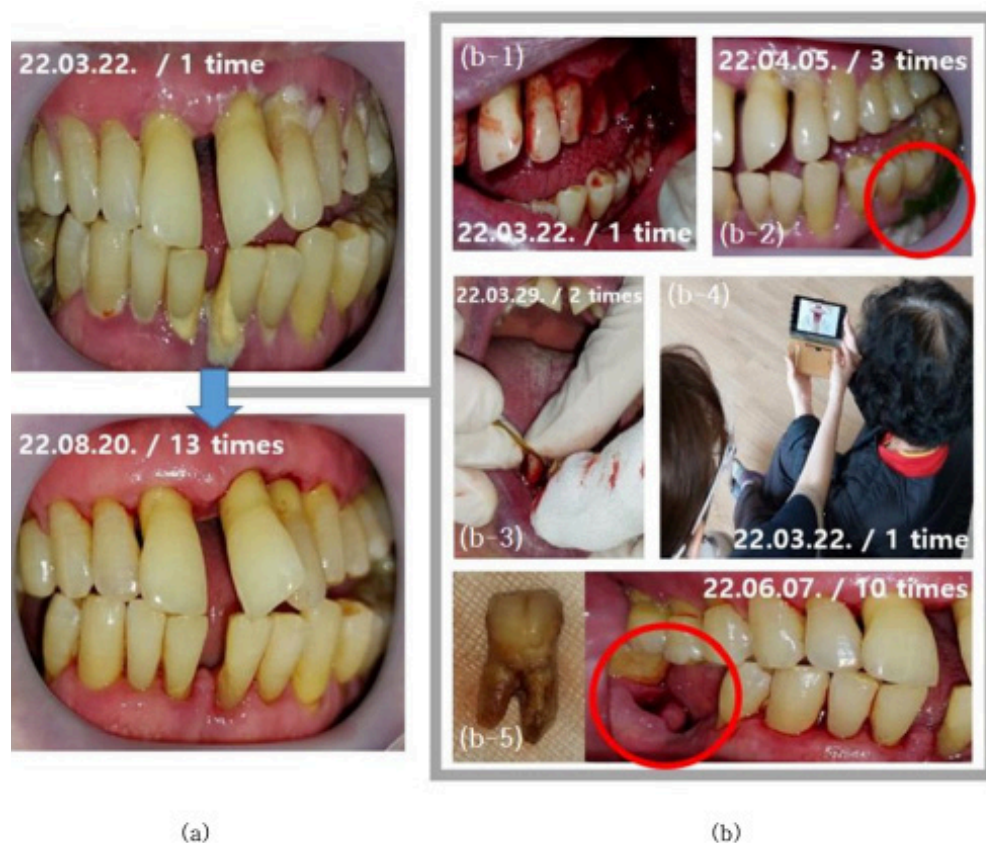 22.03.22. / 1 time
22.08.20. / 13 times
(b-1)
22.03.22. / 1 time
22.04.05. / 3 times
(b-2)
22.03.29. / 2 times
(b-3)
(b-4)
22.03.22. / 1 time
(b-5)
22.06.07. / 10 times
(a)
(b)